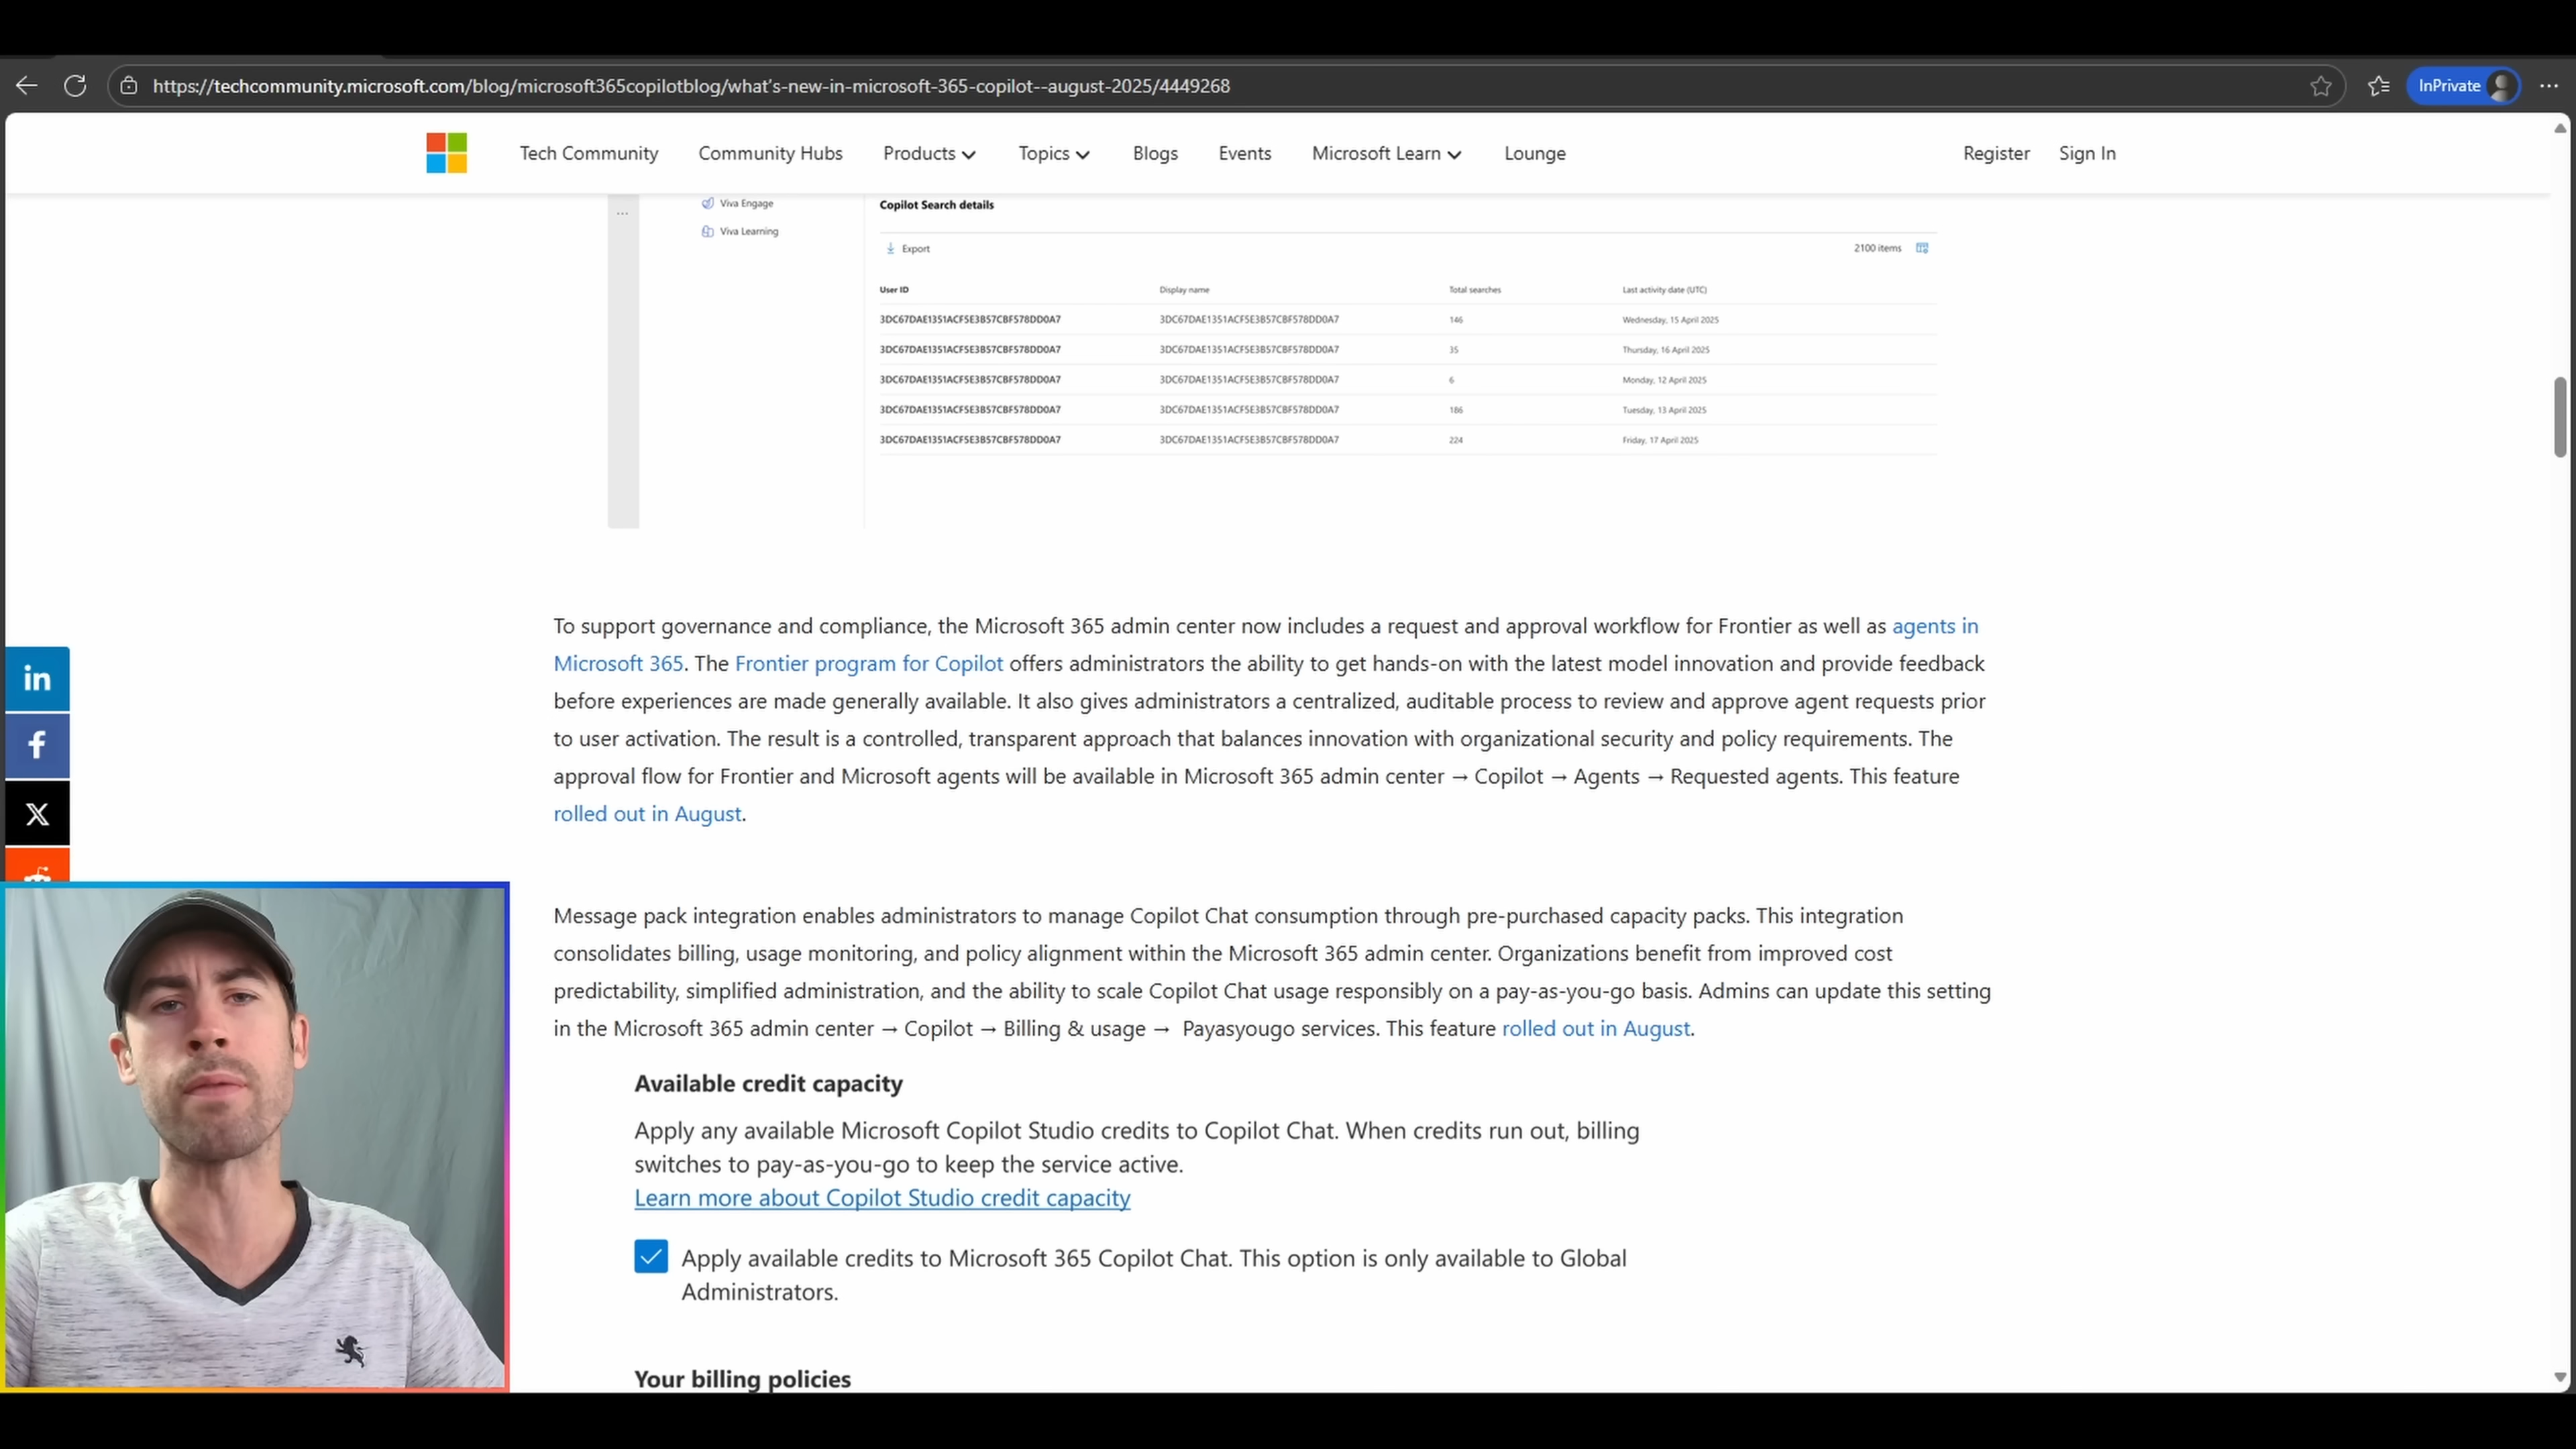 https://techcommunity.microsoft.com/blog/microsoft365copilotblog/what's-new-in-microsoft-365-copilot--august-2025/4449268
InPrivate
Tech Community
Community Hubs
Products
Topics
Blogs
Events
Microsoft Learn
Lounge
Register
Sign In
Viva Engage
Viva Learning
Copilot Search details
Export
2100 items
User ID Display name Total searches Last activity date (UTC)
3DC67DAE1351ACF5E3B57CBF578DD0A7 3DC67DAE1351ACF5E3B57CBF578DD0A7 146 Wednesday, 15 April 2025
3DC67DAE1351ACF5E3B57CBF578DD0A7 3DC67DAE1351ACF5E3B57CBF578DD0A7 35 Thursday, 16 April 2025
3DC67DAE1351ACF5E3B57CBF578DD0A7 3DC67DAE1351ACF5E3B57CBF578DD0A7 6 Monday, 12 April 2025
3DC67DAE1351ACF5E3B57CBF578DD0A7 3DC67DAE1351ACF5E3B57CBF578DD0A7 186 Tuesday, 13 April 2025
3DC67DAE1351ACF5E3B57CBF578DD0A7 3DC67DAE1351ACF5E3B57CBF578DD0A7 224 Friday, 17 April 2025
To support governance and compliance, the Microsoft 365 admin center now includes a request and approval workflow for Frontier as well as agents in
Microsoft 365. The Frontier program for Copilot offers administrators the ability to get hands-on with the latest model innovation and provide feedback
before experiences are made generally available. It also gives administrators a centralized, auditable process to review and approve agent requests prior
to user activation. The result is a controlled, transparent approach that balances innovation with organizational security and policy requirements. The
approval flow for Frontier and Microsoft agents will be available in Microsoft 365 admin center → Copilot → Agents → Requested agents. This feature
rolled out in August.
Message pack integration enables administrators to manage Copilot Chat consumption through pre-purchased capacity packs. This integration
consolidates billing, usage monitoring, and policy alignment within the Microsoft 365 admin center. Organizations benefit from improved cost
predictability, simplified administration, and the ability to scale Copilot Chat usage responsibly on a pay-as-you-go basis. Admins can update this setting
in the Microsoft 365 admin center → Copilot → Billing & usage → Payasyougo services. This feature rolled out in August.
Available credit capacity
Apply any available Microsoft Copilot Studio credits to Copilot Chat. When credits run out, billing
switches to pay-as-you-go to keep the service active.
Learn more about Copilot Studio credit capacity
Apply available credits to Microsoft 365 Copilot Chat. This option is only available to Global
Administrators.
Your billing policies
in
f
X